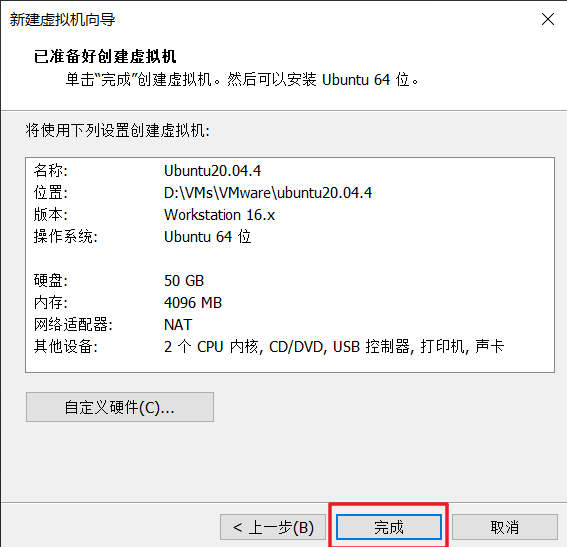 新建虚拟机向导
已准备好创建虚拟机
单击“完成”创建虚拟机。然后可以安装 Ubuntu 64 位。
将使用下列设置创建虚拟机:
名称: Ubuntu20.04.4
位置: D:\VMs\VMware\ubuntu20.04.4
版本: Workstation 16.x
操作系统: Ubuntu 64 位
硬盘: 50 GB
内存: 4096 MB
网络适配器: NAT
其他设备: 2 个 CPU 内核, CD/DVD, USB 控制器, 打印机, 声卡
自定义硬件(C)...
< 上一步(B) 完成 取消